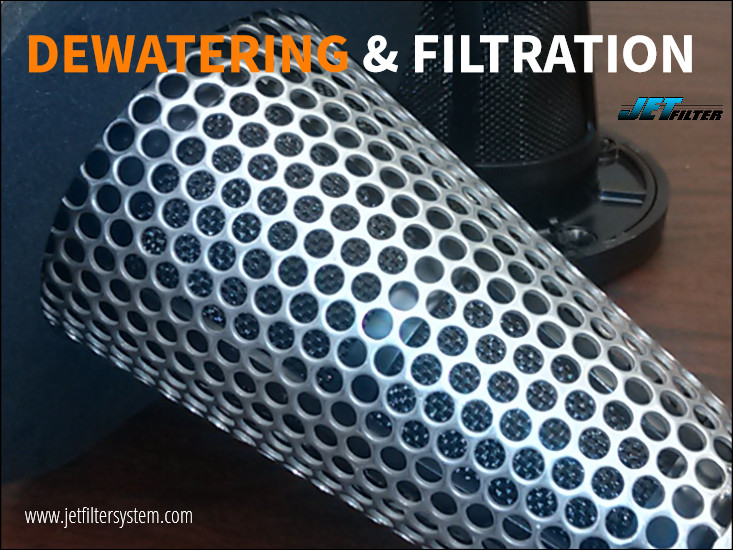 DEWATERING & FILTRATION
JET
FILTER
www.jetfiltersystem.com